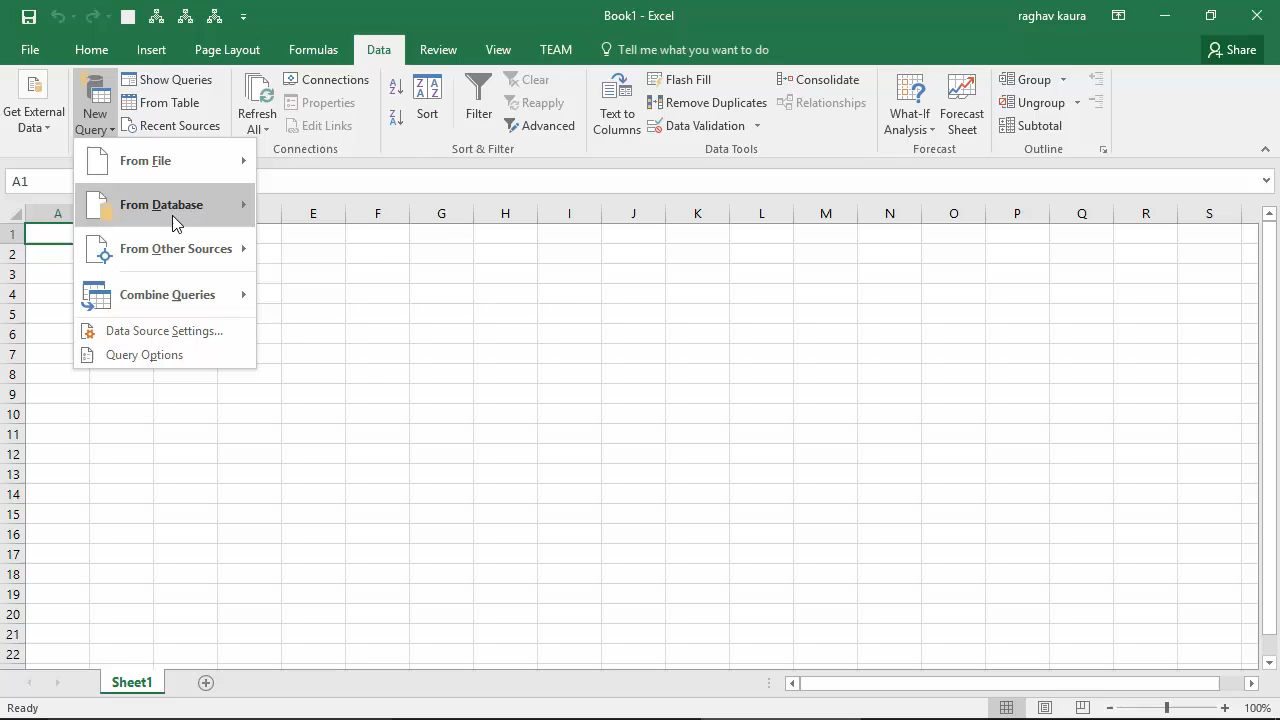 Book1 - Excel
raghav kaura
File
Home
Insert
Page Layout
Formulas
Data
Review
View
TEAM
Tell me what you want to do
Share
Get External
Data
New
Query
Show Queries
From Table
Recent Sources
Refresh
All
Connections
Properties
Edit Links
Connections
Sort
Filter
Clear
Reapply
Advanced
Sort & Filter
Text to
Columns
Flash Fill
Remove Duplicates
Data Validation
Consolidate
Relationships
Data Tools
What-If
Analysis
Forecast
Sheet
Forecast
Group
Ungroup
Subtotal
Outline
From File
From Database
From Other Sources
Combine Queries
Data Source Settings...
Query Options
A1
A E F G H I J K L M N O P Q R S
1
2
3
4
5
6
7
8
9
10
11
12
13
14
15
16
17
18
19
20
21
22
Sheet1
Ready
100%